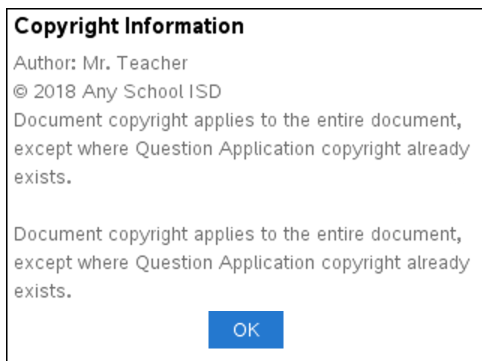 Copyright Information
Author: Mr. Teacher
© 2018 Any School ISD
Document copyright applies to the entire document,
except where Question Application copyright already
exists.
Document copyright applies to the entire document,
except where Question Application copyright already
exists.
OK